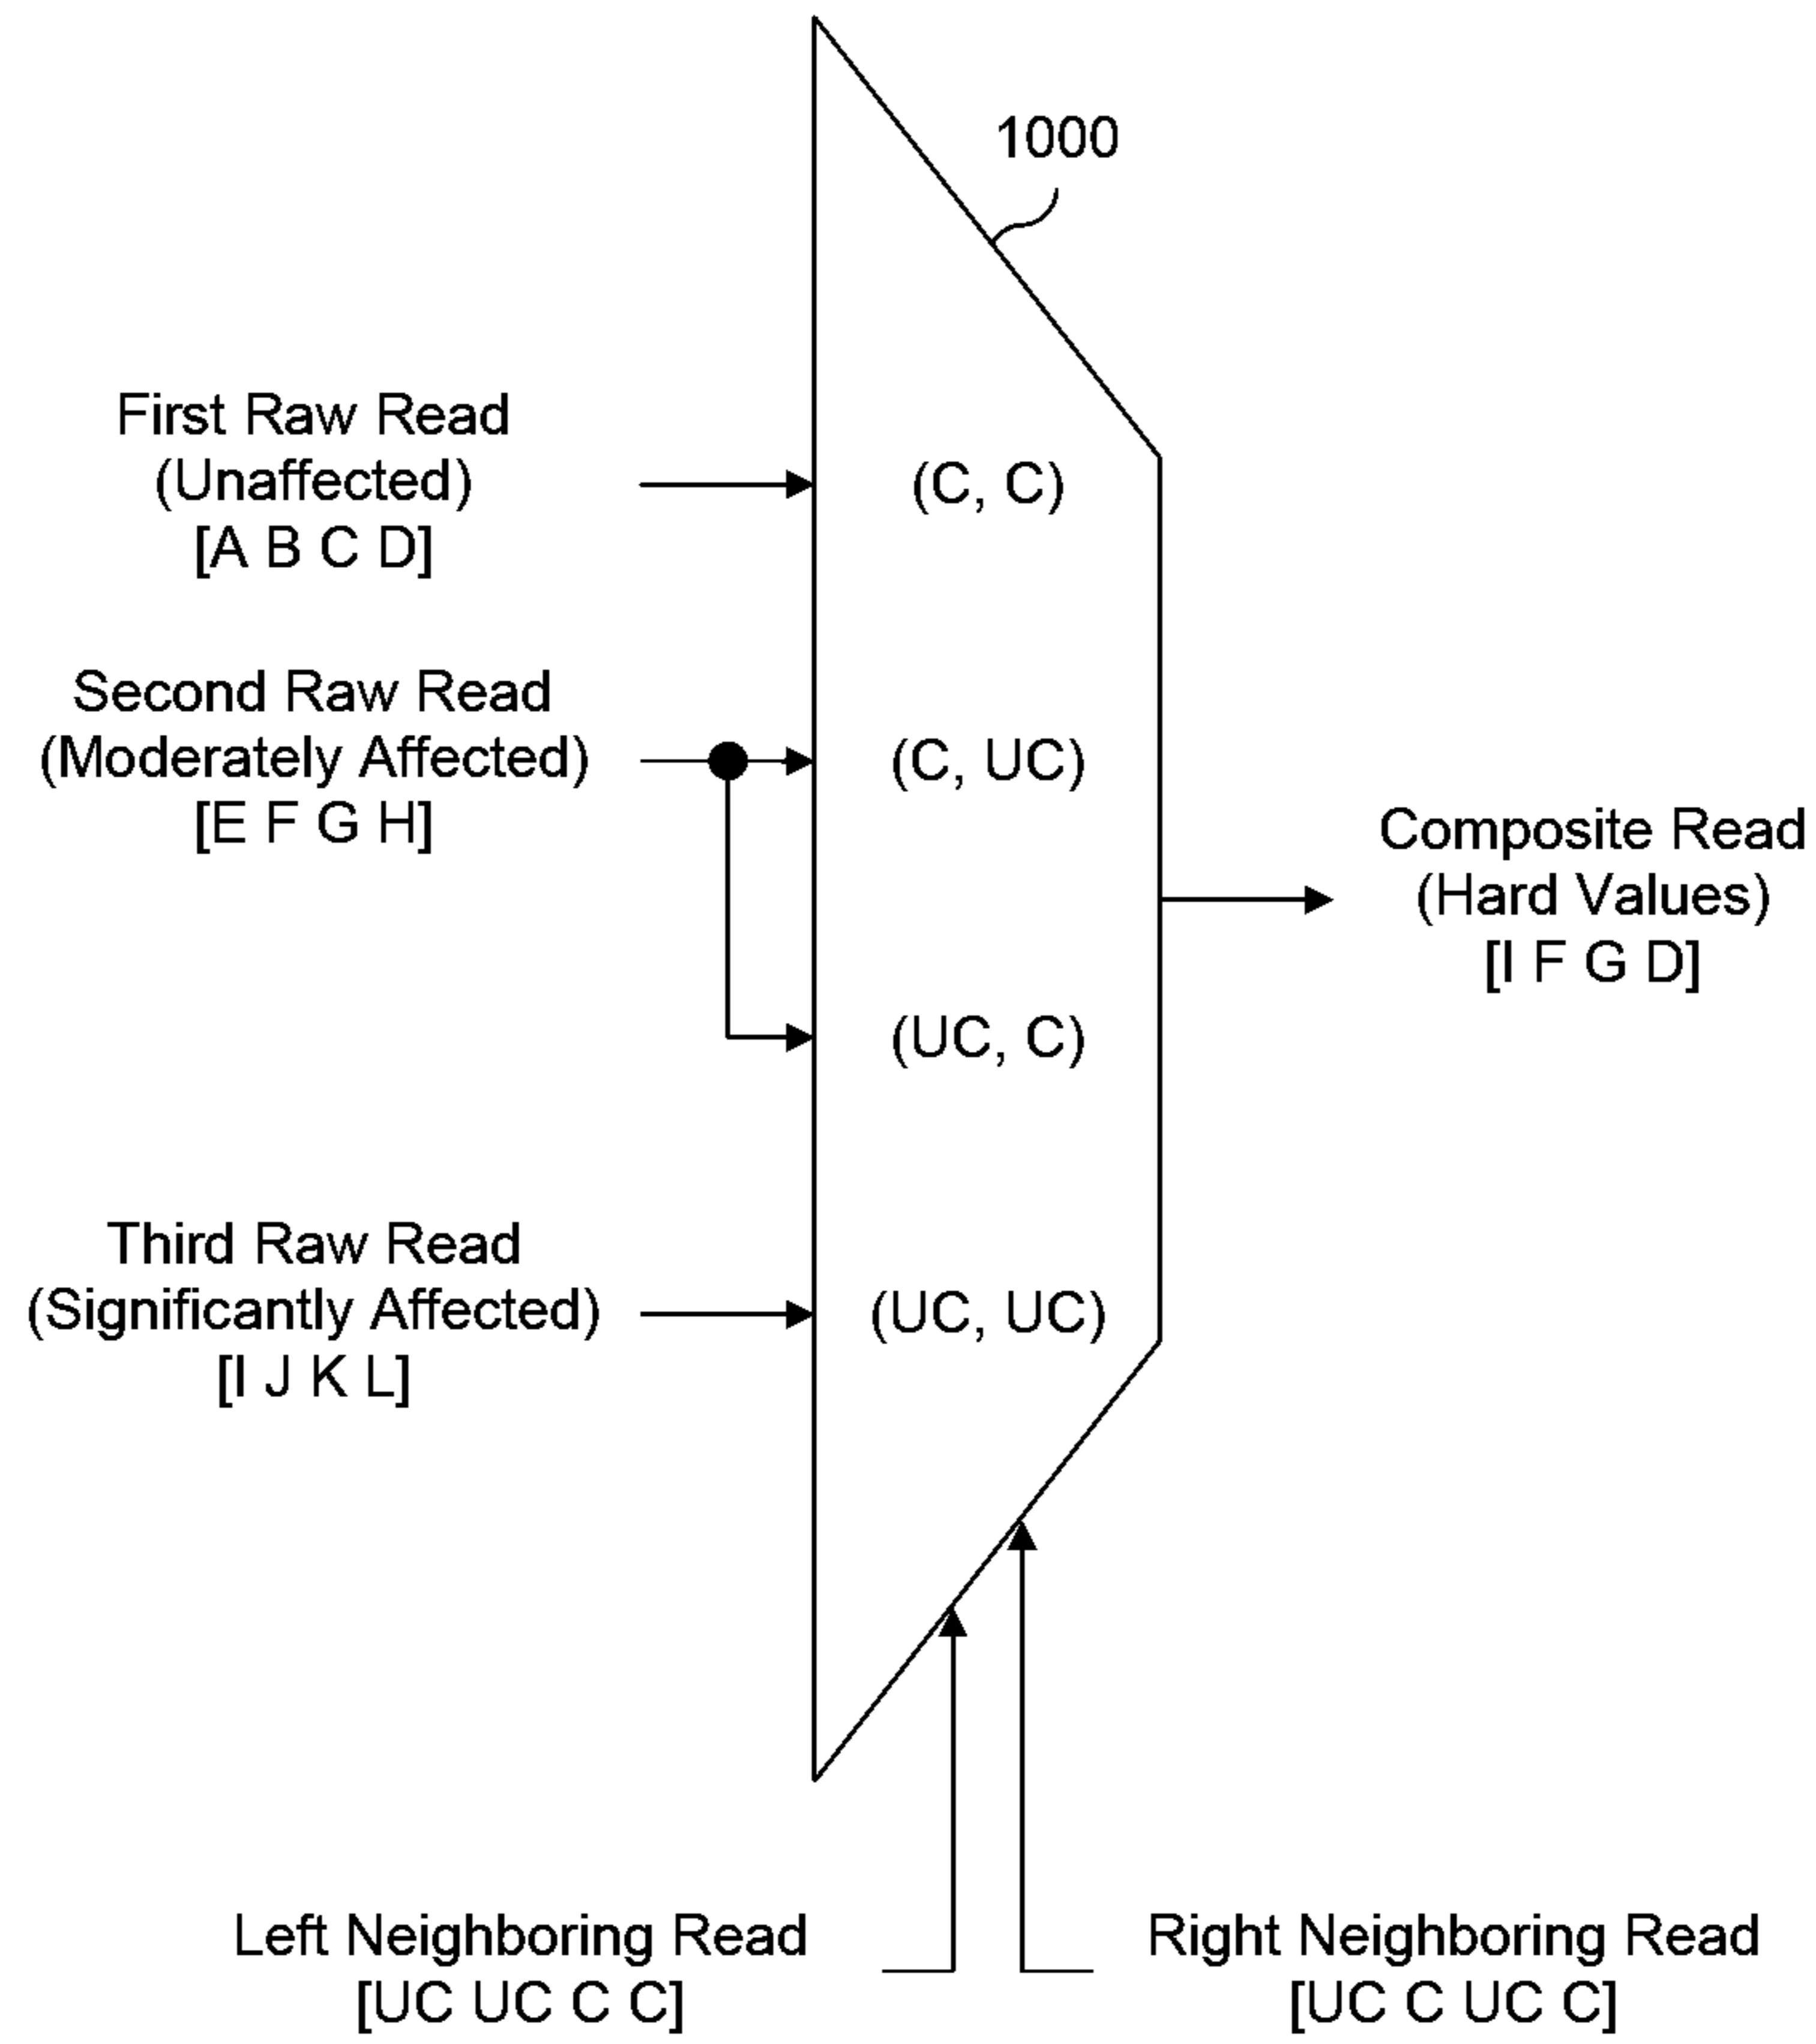 1000
First Raw Read
(Unaffected)
[A B C D]
(C, C)
Second Raw Read
(Moderately Affected)
[E F G H]
(C, UC)
Composite Read
(Hard Values)
[I F G D]
(UC, C)
Third Raw Read
(Significantly Affected)
[I J K L]
(UC, UC)
Left Neighboring Read
[UC UC C C]
Right Neighboring Read
[UC C UC C]